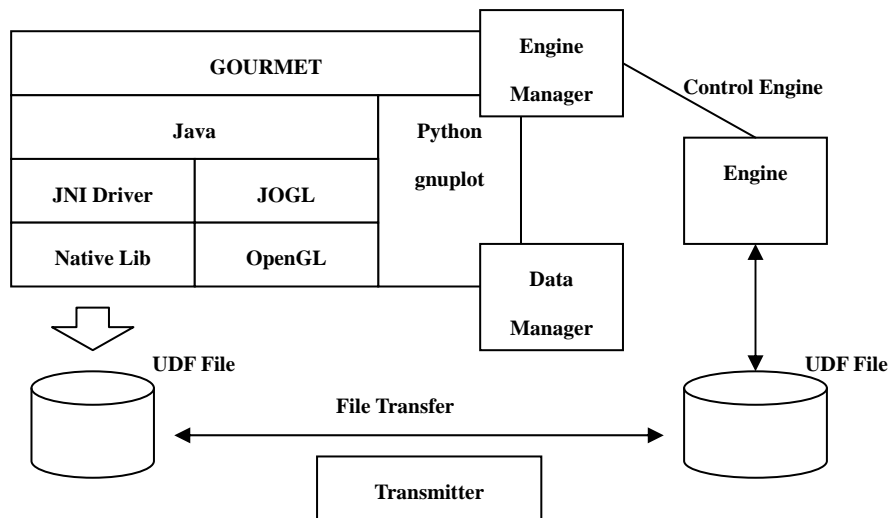 GOURMET
Engine
Manager
Control Engine
Java
Python
gnuplot
Engine
JNI Driver
JOGL
Native Lib
OpenGL
Data
Manager
UDF File
UDF File
File Transfer
Transmitter